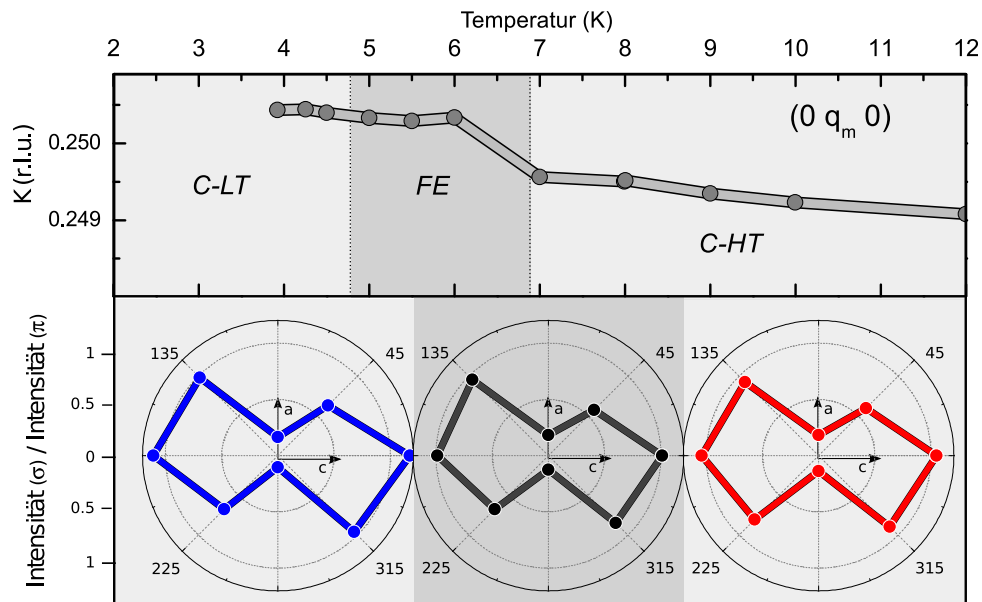 Temperatur (K)
2 3 4 5 6 7 8 9 10 11 12
K (r.l.u.)
0.250
0.249
(0 qm 0)
C-LT
FE
C-HT
Intensität (σ) / Intensität (π)
1
0.5
0
0.5
1
135 45 135 45 135 45
a a a
c c c
225 315 225 315 225 315